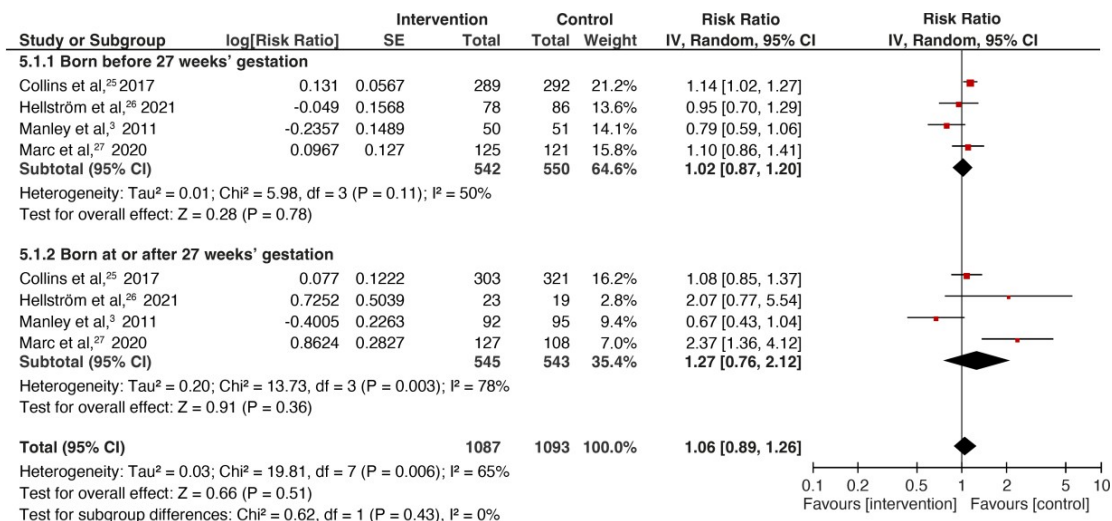 Intervention Control Risk Ratio Risk Ratio
Study or Subgroup log[Risk Ratio] SE Total Total Weight IV, Random, 95% CI IV, Random, 95% CI
5.1.1 Born before 27 weeks’ gestation
Collins et al,²⁵ 2017 0.131 0.0567 289 292 21.2% 1.14 [1.02, 1.27]
Hellström et al,²⁶ 2021 -0.049 0.1568 78 86 13.6% 0.95 [0.70, 1.29]
Manley et al,³ 2011 -0.2357 0.1489 50 51 14.1% 0.79 [0.59, 1.06]
Marc et al,²⁷ 2020 0.0967 0.127 125 121 15.8% 1.10 [0.86, 1.41]
Subtotal (95% CI) 542 550 64.6% 1.02 [0.87, 1.20]
Heterogeneity: Tau² = 0.01; Chi² = 5.98, df = 3 (P = 0.11); I² = 50%
Test for overall effect: Z = 0.28 (P = 0.78)
5.1.2 Born at or after 27 weeks’ gestation
Collins et al,²⁵ 2017 0.077 0.1222 303 321 16.2% 1.08 [0.85, 1.37]
Hellström et al,²⁶ 2021 0.7252 0.5039 23 19 2.8% 2.07 [0.77, 5.54]
Manley et al,³ 2011 -0.4005 0.2263 92 95 9.4% 0.67 [0.43, 1.04]
Marc et al,²⁷ 2020 0.8624 0.2827 127 108 7.0% 2.37 [1.36, 4.12]
Subtotal (95% CI) 545 543 35.4% 1.27 [0.76, 2.12]
Heterogeneity: Tau² = 0.20; Chi² = 13.73, df = 3 (P = 0.003); I² = 78%
Test for overall effect: Z = 0.91 (P = 0.36)
Total (95% CI) 1087 1093 100.0% 1.06 [0.89, 1.26]
Heterogeneity: Tau² = 0.03; Chi² = 19.81, df = 7 (P = 0.006); I² = 65%
Test for overall effect: Z = 0.66 (P = 0.51)
Test for subgroup differences: Chi² = 0.62, df = 1 (P = 0.43), I² = 0%
0.1 0.2 0.5 1 2 5 10
Favours [intervention] Favours [control]